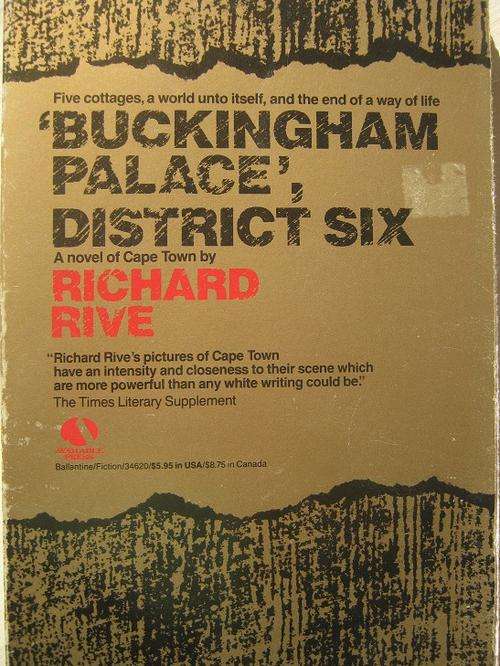 Five cottages, a world unto itself, and the end of a way of life
‘BUCKINGHAM
PALACE’,
DISTRICT SIX
A novel of Cape Town by
RICHARD
RIVE
“Richard Rive's pictures of Cape Town
have an intensity and closeness to their scene which
are more powerful than any white writing could be.”
The Times Literary Supplement
AVAILABLE
PRESS
Ballantine/Fiction/34620/$5.95 in USA/$8.75 in Canada